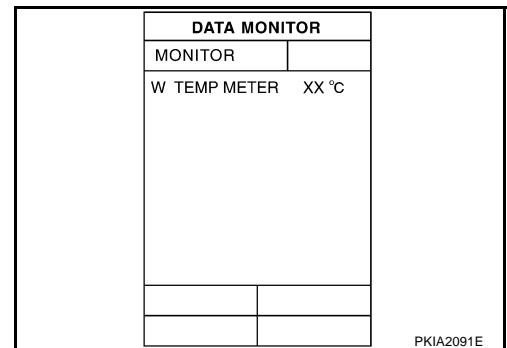 DATA MONITOR
MONITOR
W TEMP METER XX °C
PKIA2091E